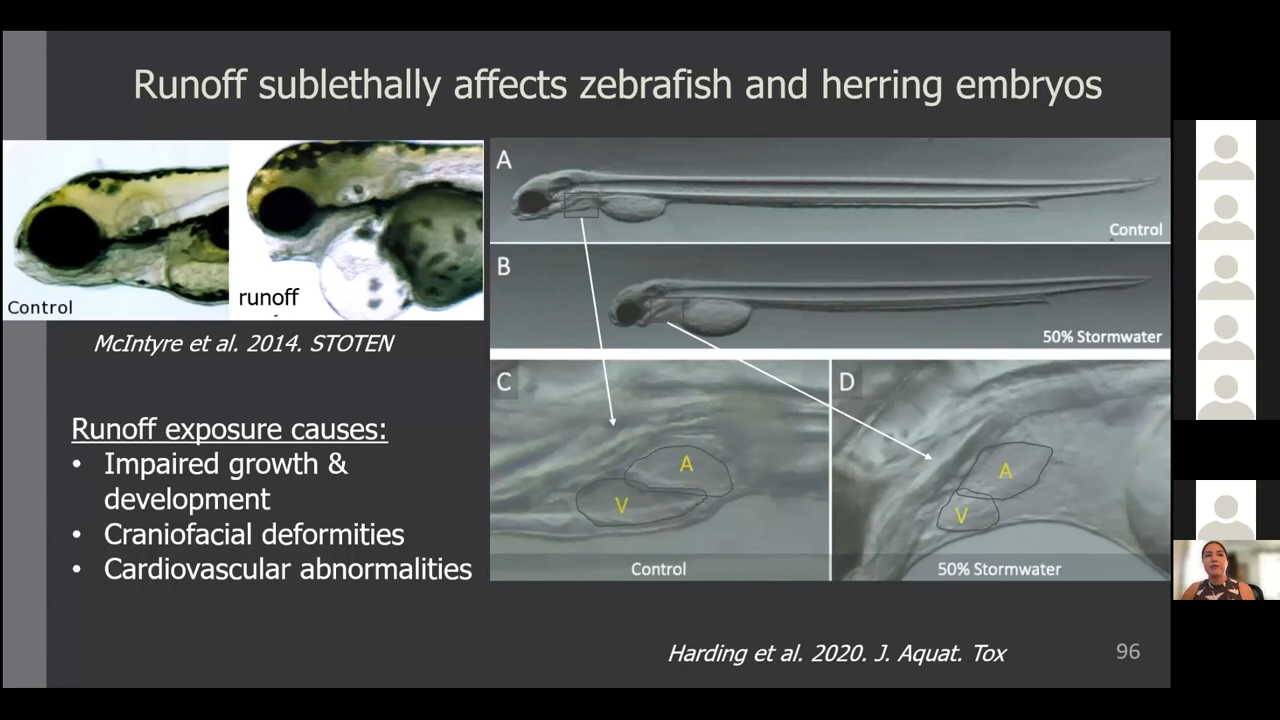 Runoff sublethally affects zebrafish and herring embryos
Control
runoff
McIntyre et al. 2014. STOTEN
Runoff exposure causes:
• Impaired growth &
development
• Craniofacial deformities
• Cardiovascular abnormalities
A
Control
B
50% Stormwater
C
A
V
Control
D
A
V
50% Stormwater
Harding et al. 2020. J. Aquat. Tox
96